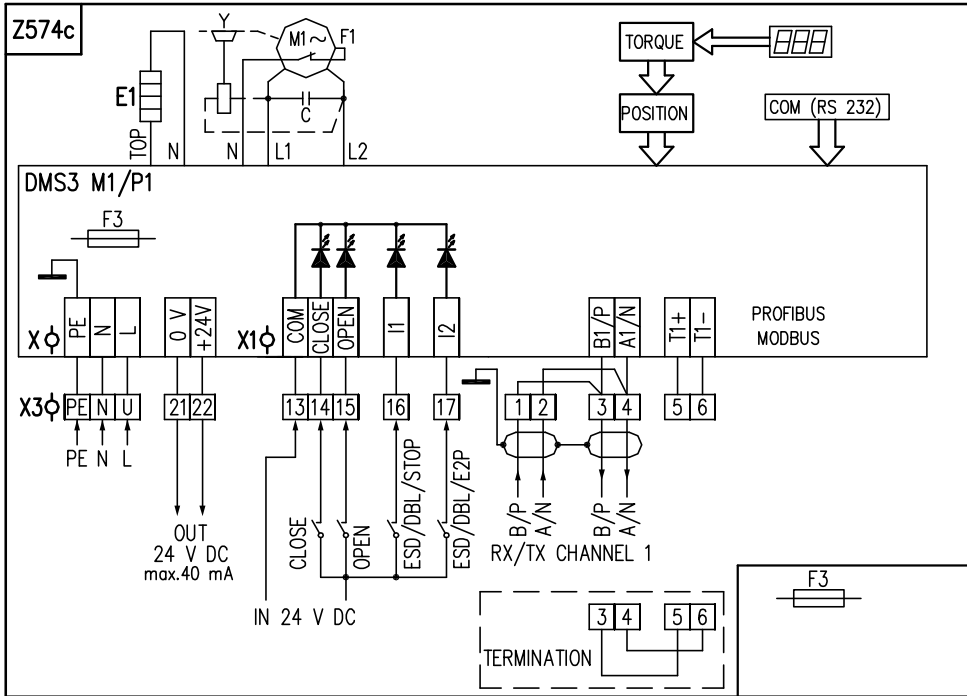 Z574c
Y
M1 ~
F1
E1
C
TOP
N
N
L1
L2
TORQUE
888
POSITION
COM (RS 232)
DMS3 M1/P1
F3
PE
N
L
0 V
+24V
COM
CLOSE
OPEN
I1
I2
B1/P
A1/N
T1+
T1-
PROFIBUS
MODBUS
X
X1
X3
PE
N
U
21
22
13
14
15
16
17
1
2
3
4
5
6
PE N L
OUT
24 V DC
max.40 mA
CLOSE
OPEN
ESD/DBL/STOP
ESD/DBL/E2P
B/P
A/N
B/P
A/N
RX/TX CHANNEL 1
IN 24 V DC
3
4
5
6
TERMINATION
F3